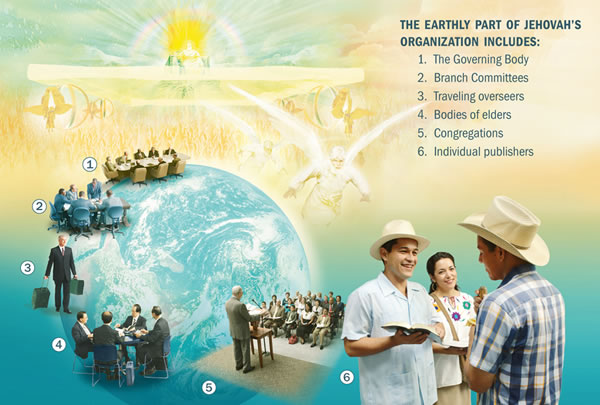 THE EARTHLY PART OF JEHOVAH'S
ORGANIZATION INCLUDES:
1. The Governing Body
2. Branch Committees
3. Traveling overseers
4. Bodies of elders
5. Congregations
6. Individual publishers
1
2
3
4
5
6